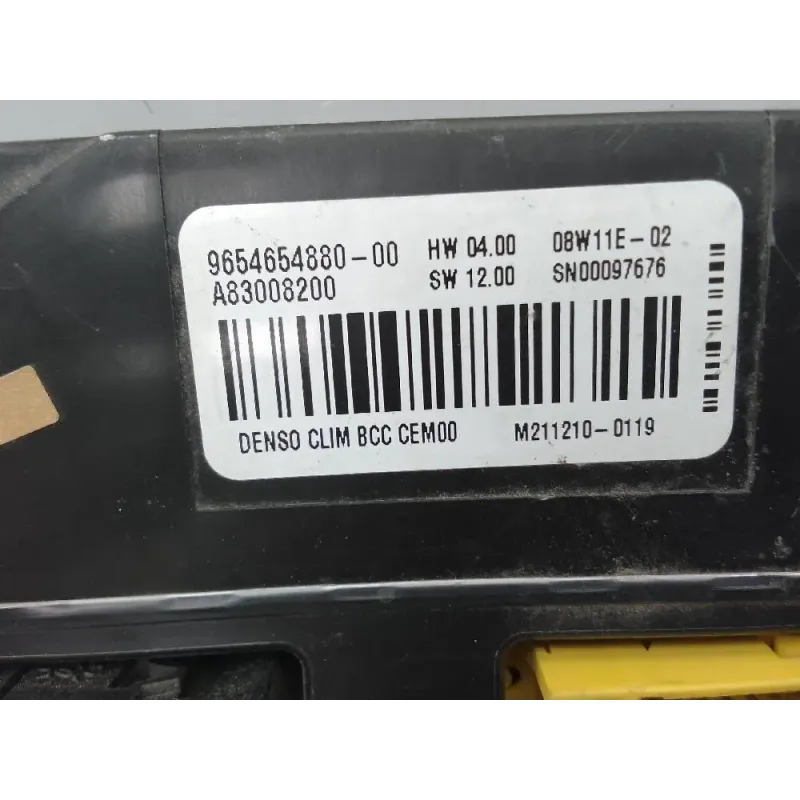 9654654880-00 HW 04.00 08W11E-02
A83008200 SW 12.00 SN00097676
DENSO CLIM BCC CEM00 M211210-0119